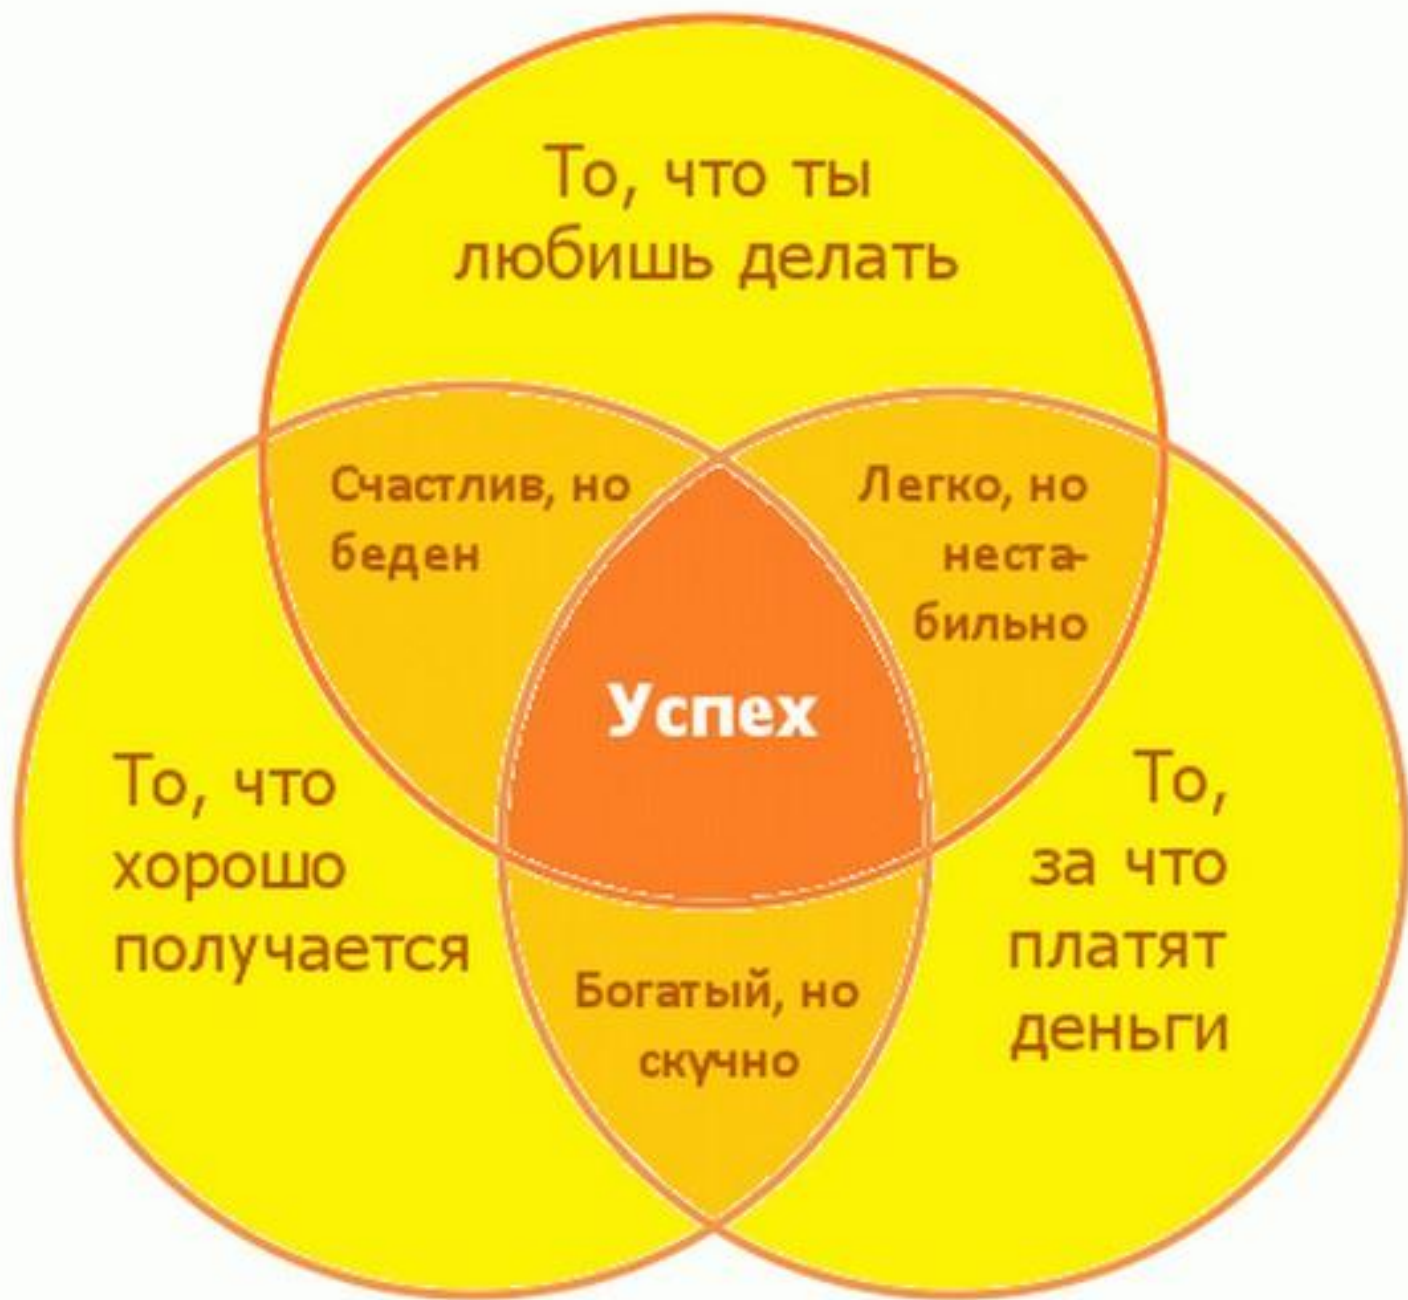 То, что ты
любишь делать
Счастлив, но
беден
Легко, но
неста-
бильно
Успех
То, что
хорошо
получается
То,
за что
платят
деньги
Богатый, но
скучно